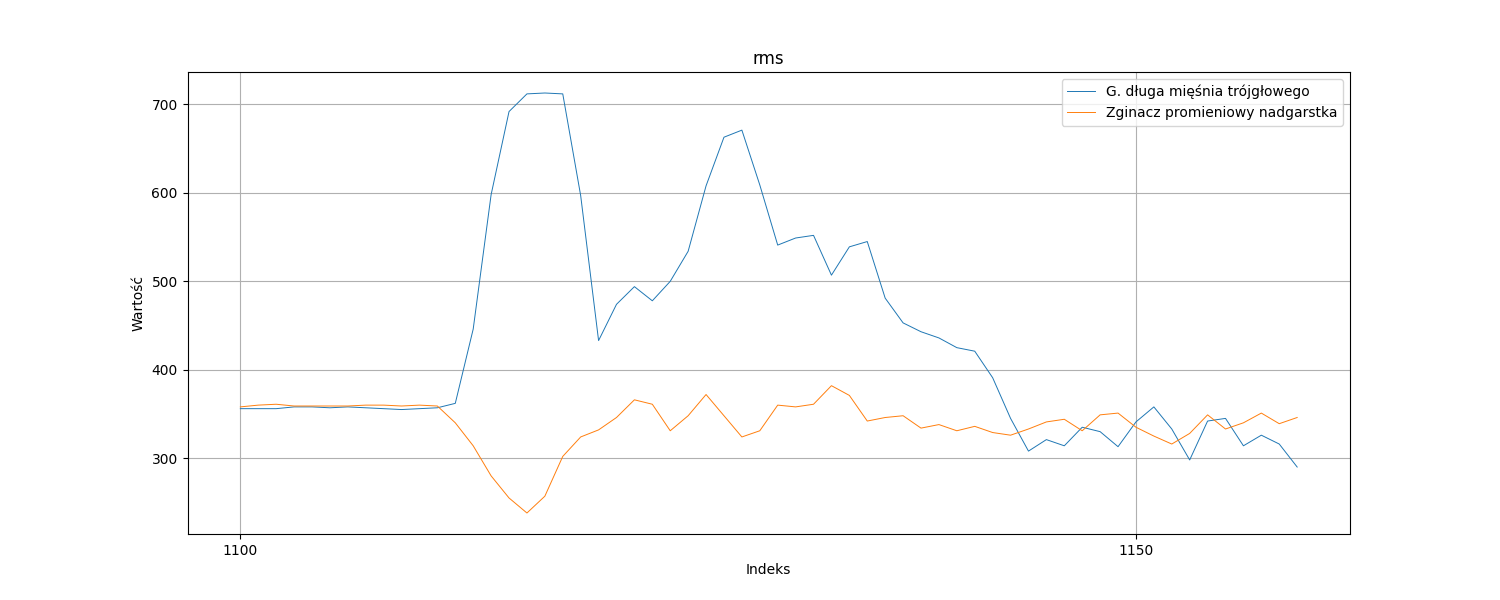 rms
G. długa mięśnia trójgłowego
Zginacz promieniowy nadgarstka
700
600
500
400
300
Wartość
1100
1150
Indeks